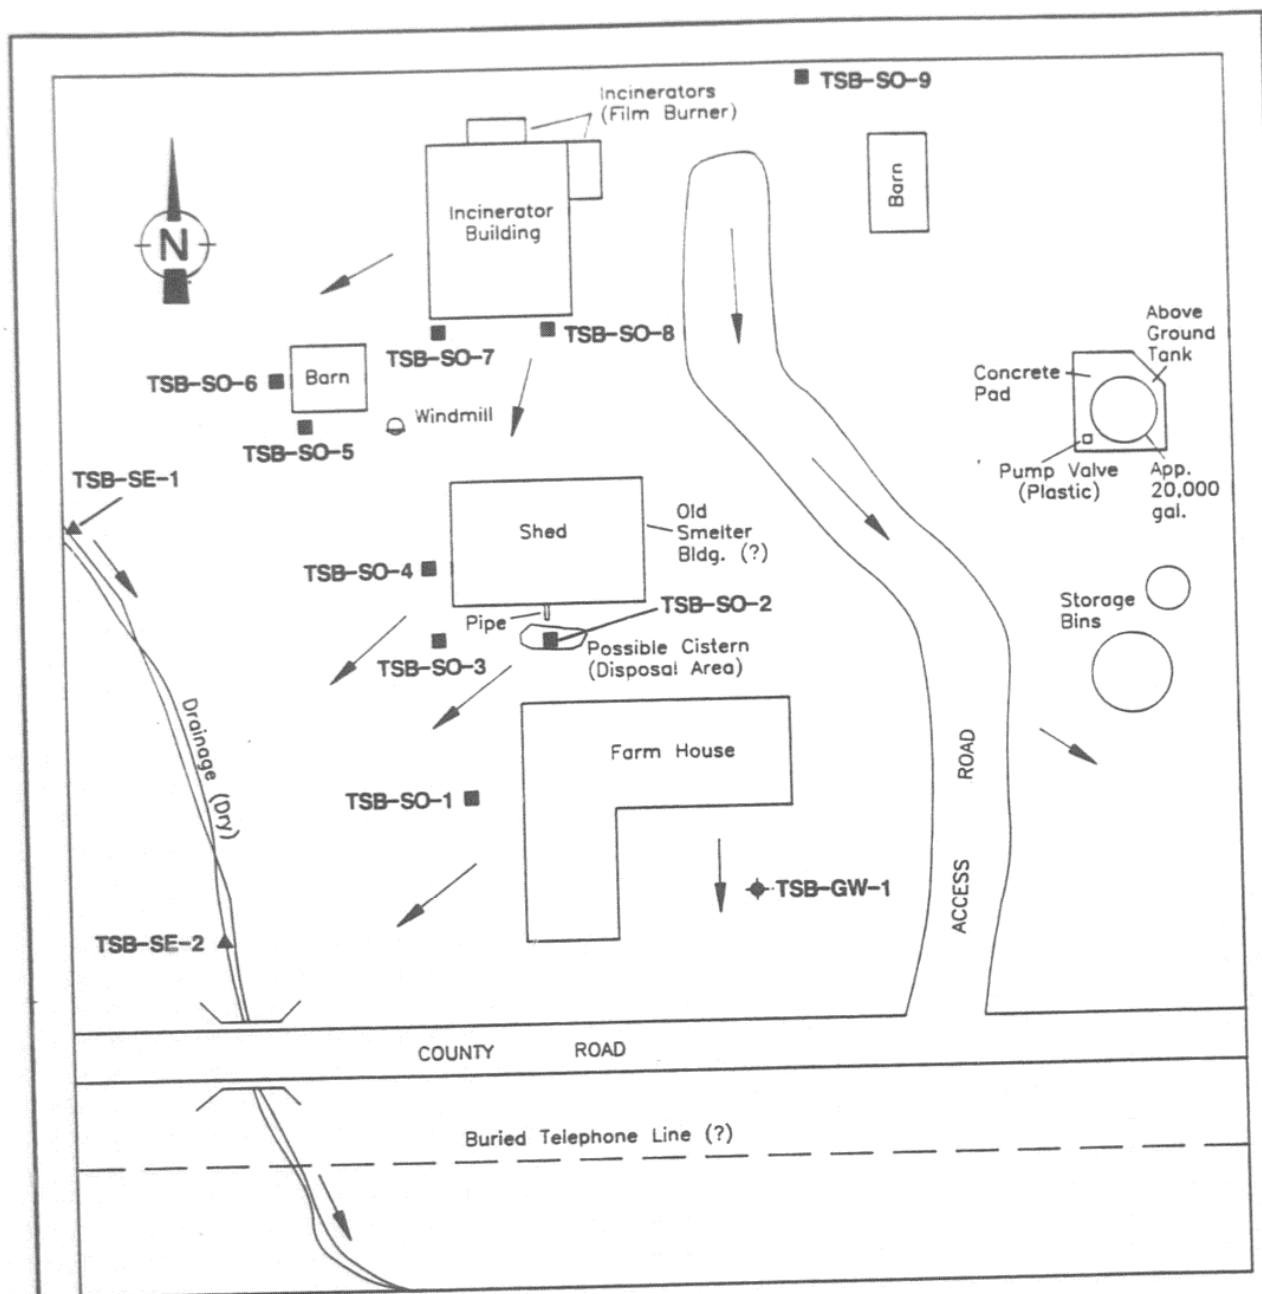 TSB-SO-9
Incinerators
(Film Burner)
Barn
N
Incinerator
Building
TSB-SO-8
TSB-SO-7
Above
Ground
Tank
Concrete
Pad
TSB-SO-6
Barn
Windmill
TSB-SO-5
Pump Valve
(Plastic)
App.
20,000
gal.
TSB-SE-1
Shed
Old
Smelter
Bldg. (?)
TSB-SO-4
TSB-SO-2
Pipe
Storage
Bins
TSB-SO-3
Possible Cistern
(Disposal Area)
Drainage (Dry)
Farm House
TSB-SO-1
ACCESS ROAD
TSB-GW-1
TSB-SE-2
COUNTY ROAD
Buried Telephone Line (?)